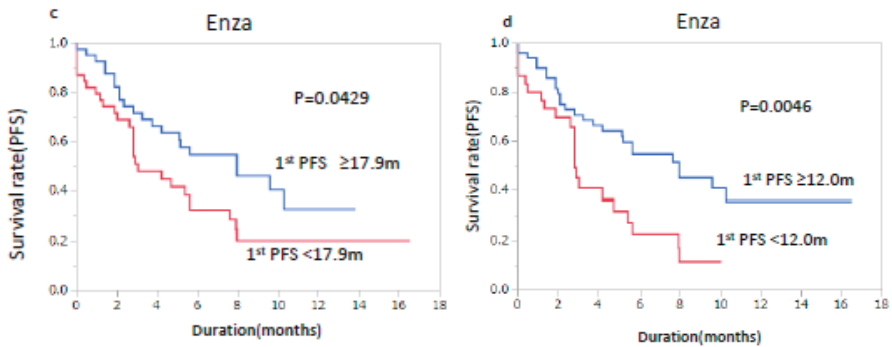 c
Enza
1.0
0.8
0.6
0.4
0.2
0.0
0
2
4
6
8
10
12
14
16
18
P=0.0429
1st PFS ≥17.9m
1st PFS <17.9m
Survival rate(PFS)
Duration(months)
d
Enza
1.0
0.8
0.6
0.4
0.2
0.0
0
2
4
6
8
10
12
14
16
18
P=0.0046
1st PFS ≥12.0m
1st PFS <12.0m
Survival rate(PFS)
Duration(months)